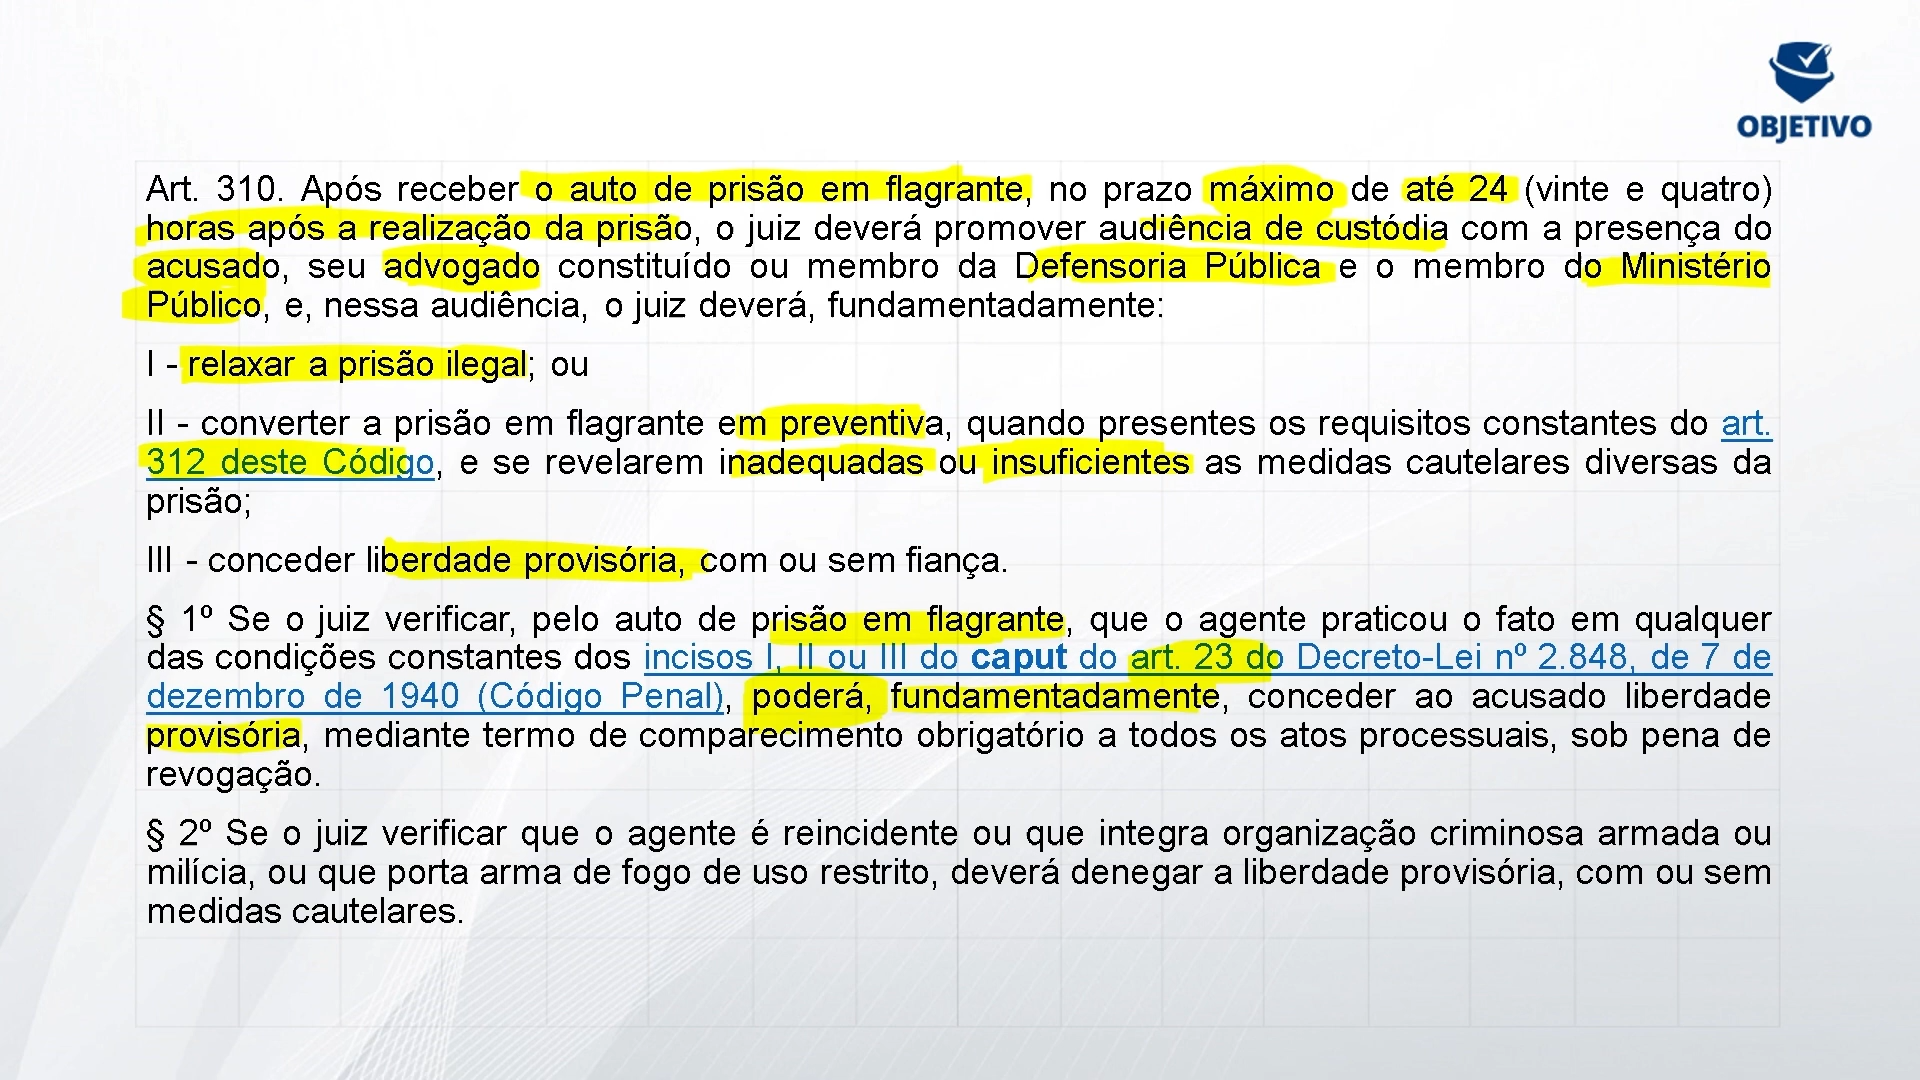 OBJETIVO
Art. 310. Após receber o auto de prisão em flagrante, no prazo máximo de até 24 (vinte e quatro)
horas após a realização da prisão, o juiz deverá promover audiência de custódia com a presença do
acusado, seu advogado constituído ou membro da Defensoria Pública e o membro do Ministério
Público, e, nessa audiência, o juiz deverá, fundamentadamente:
I - relaxar a prisão ilegal; ou
II - converter a prisão em flagrante em preventiva, quando presentes os requisitos constantes do art.
312 deste Código, e se revelarem inadequadas ou insuficientes as medidas cautelares diversas da
prisão;
III - conceder liberdade provisória, com ou sem fiança.
§ 1º Se o juiz verificar, pelo auto de prisão em flagrante, que o agente praticou o fato em qualquer
das condições constantes dos incisos I, II ou III do caput do art. 23 do Decreto-Lei nº 2.848, de 7 de
dezembro de 1940 (Código Penal), poderá, fundamentadamente, conceder ao acusado liberdade
provisória, mediante termo de comparecimento obrigatório a todos os atos processuais, sob pena de
revogação.
§ 2º Se o juiz verificar que o agente é reincidente ou que integra organização criminosa armada ou
milícia, ou que porta arma de fogo de uso restrito, deverá denegar a liberdade provisória, com ou sem
medidas cautelares.